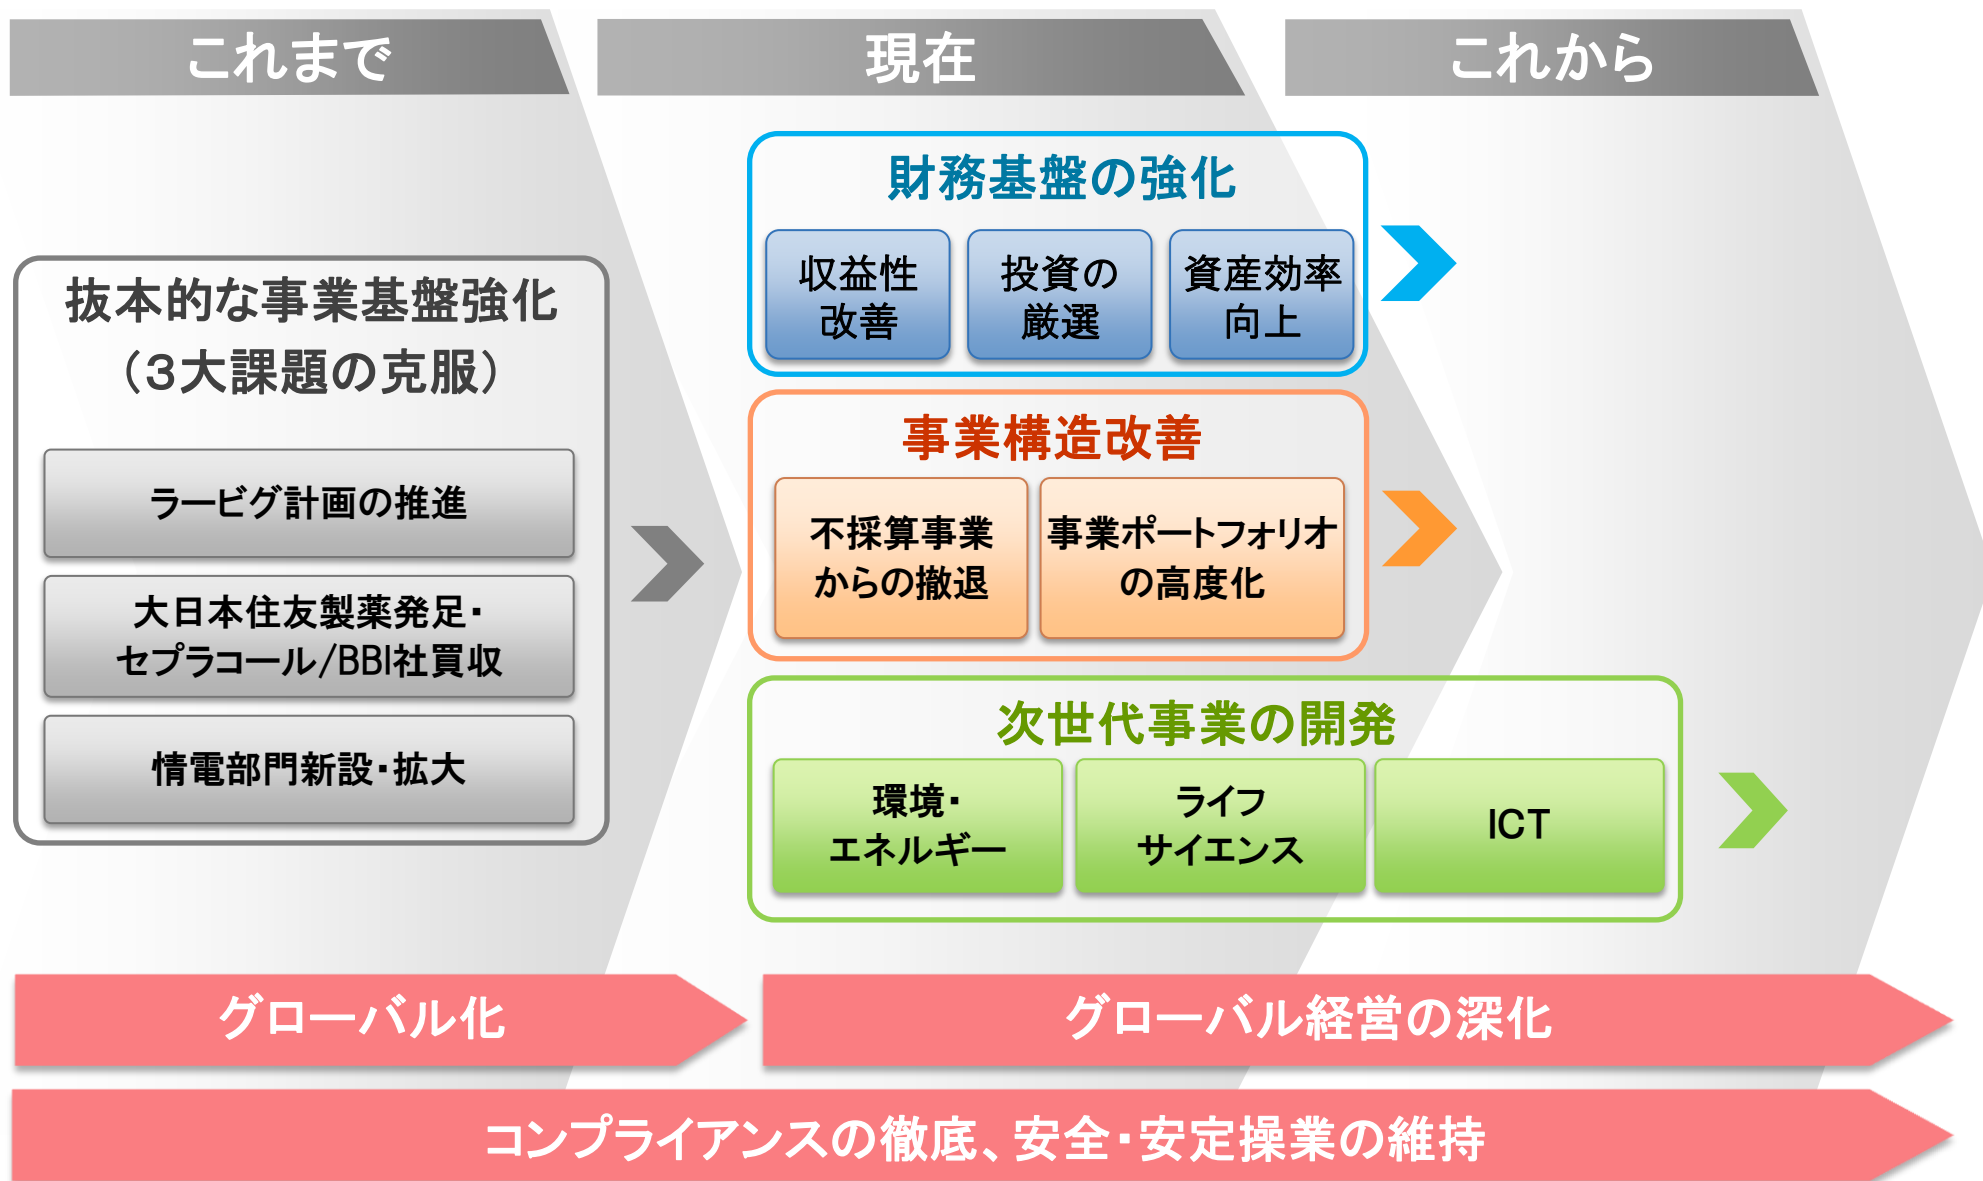 これまで
現在
これから
抜本的な事業基盤強化
（３大課題の克服）
ラービグ計画の推進
大日本住友製薬発足・
セプラコール/BBI社買収
情電部門新設・拡大
財務基盤の強化
収益性
改善
投資の
厳選
資産効率
向上
事業構造改善
不採算事業
からの撤退
事業ポートフォリオ
の高度化
次世代事業の開発
環境・
エネルギー
ライフ
サイエンス
ICT
グローバル化
グローバル経営の深化
コンプライアンスの徹底、安全・安定操業の維持